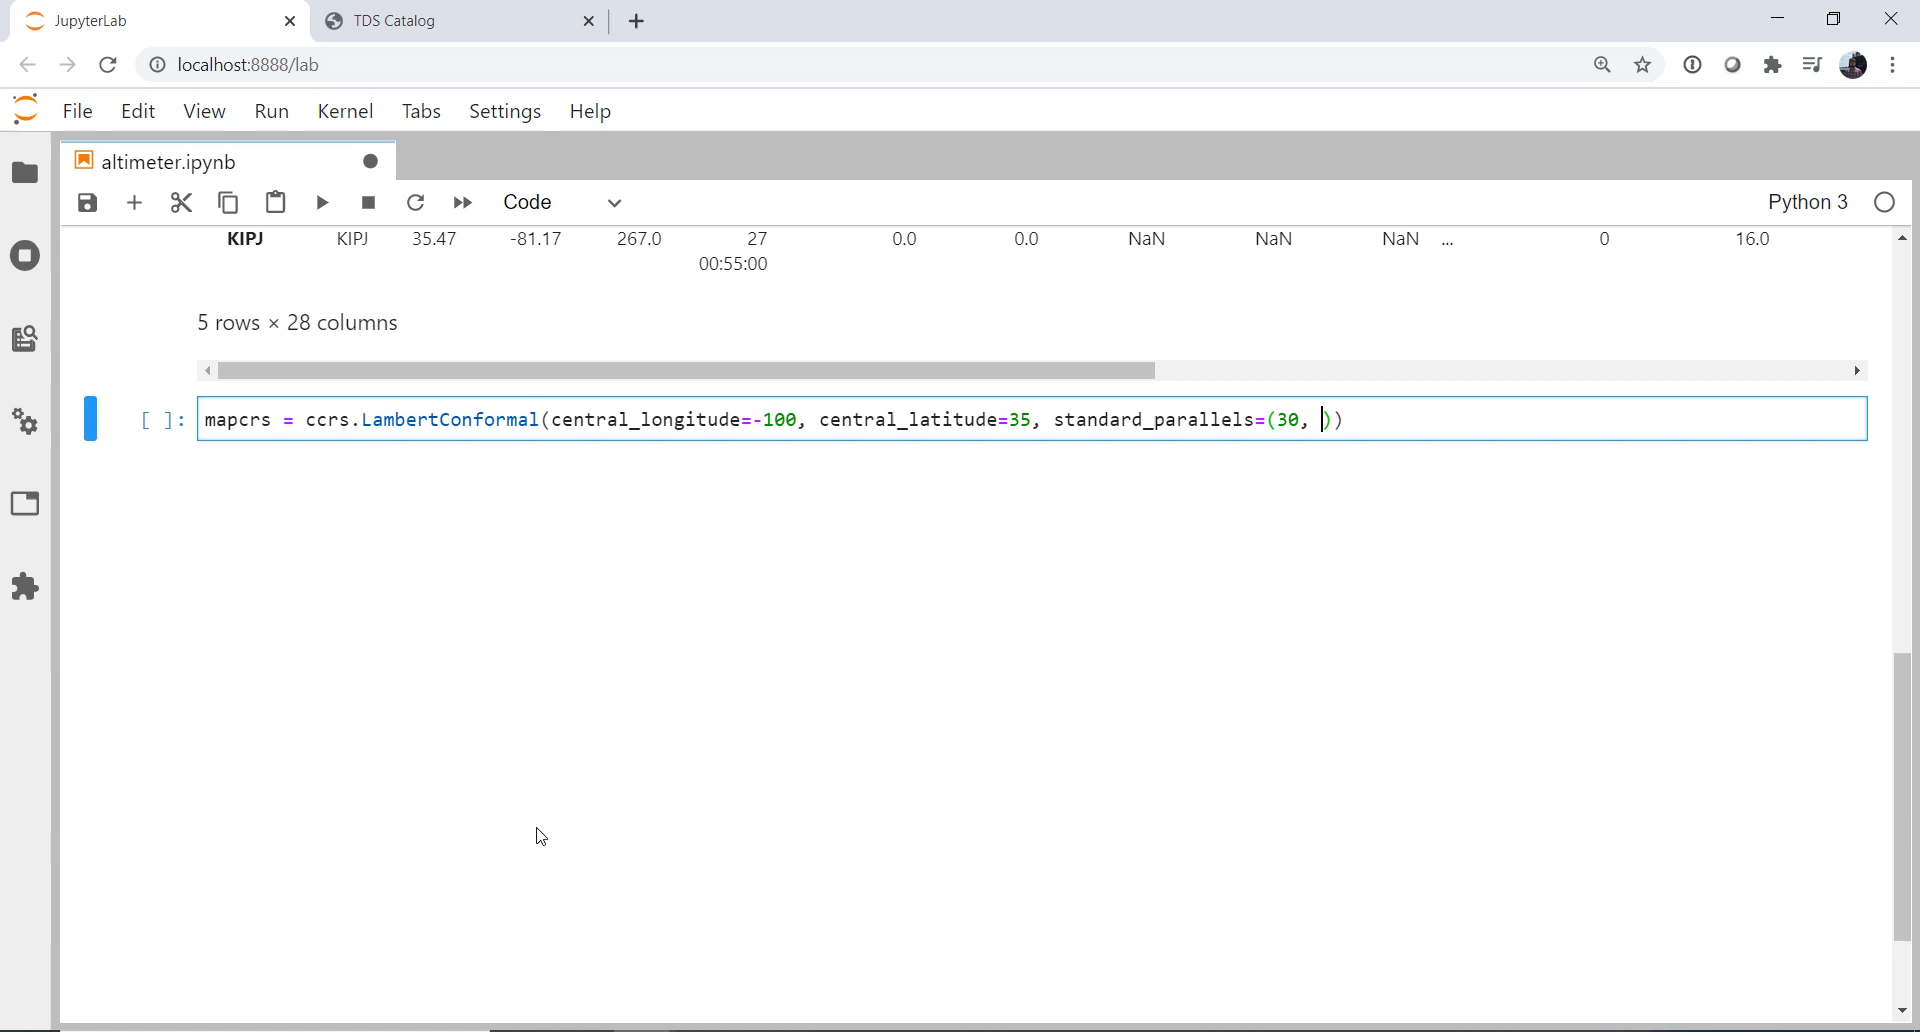 JupyterLab
TDS Catalog
localhost:8888/lab
File Edit View Run Kernel Tabs Settings Help
altimeter.ipynb
Code
Python 3
KIPJ KIPJ 35.47 -81.17 267.0 27 0.0 0.0 NaN NaN NaN ... 0 16.0
00:55:00
5 rows × 28 columns
[ ]: mapcrs = ccrs.LambertConformal(central_longitude=-100, central_latitude=35, standard_parallels=(30, ))